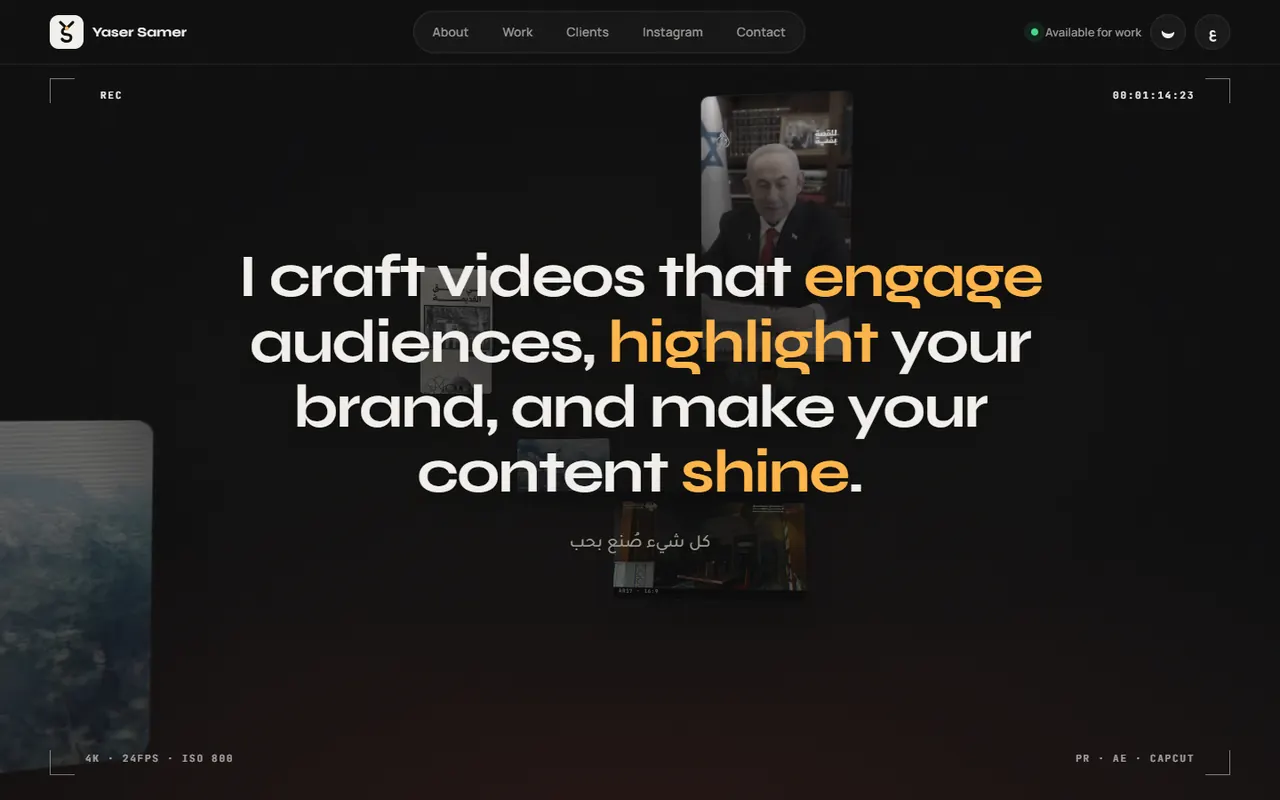 Yaser Samer
About
Work
Clients
Instagram
Contact
Available for work
ع
REC
00:01:14:23
للقصة
بقية
I craft videos that engage
audiences, highlight your
brand, and make your
content shine.
كل شيء صُنع بحب
4K · 24FPS · ISO 800
PR · AE · CAPCUT